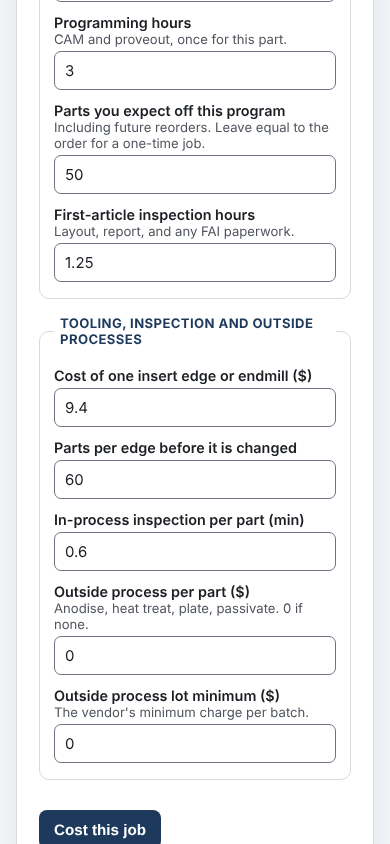 Programming hours
CAM and proveout, once for this part.
3
Parts you expect off this program
Including future reorders. Leave equal to the
order for a one-time job.
50
First-article inspection hours
Layout, report, and any FAI paperwork.
1.25
TOOLING, INSPECTION AND OUTSIDE
PROCESSES
Cost of one insert edge or endmill ($)
9.4
Parts per edge before it is changed
60
In-process inspection per part (min)
0.6
Outside process per part ($)
Anodise, heat treat, plate, passivate. 0 if
none.
0
Outside process lot minimum ($)
The vendor's minimum charge per batch.
0
Cost this job